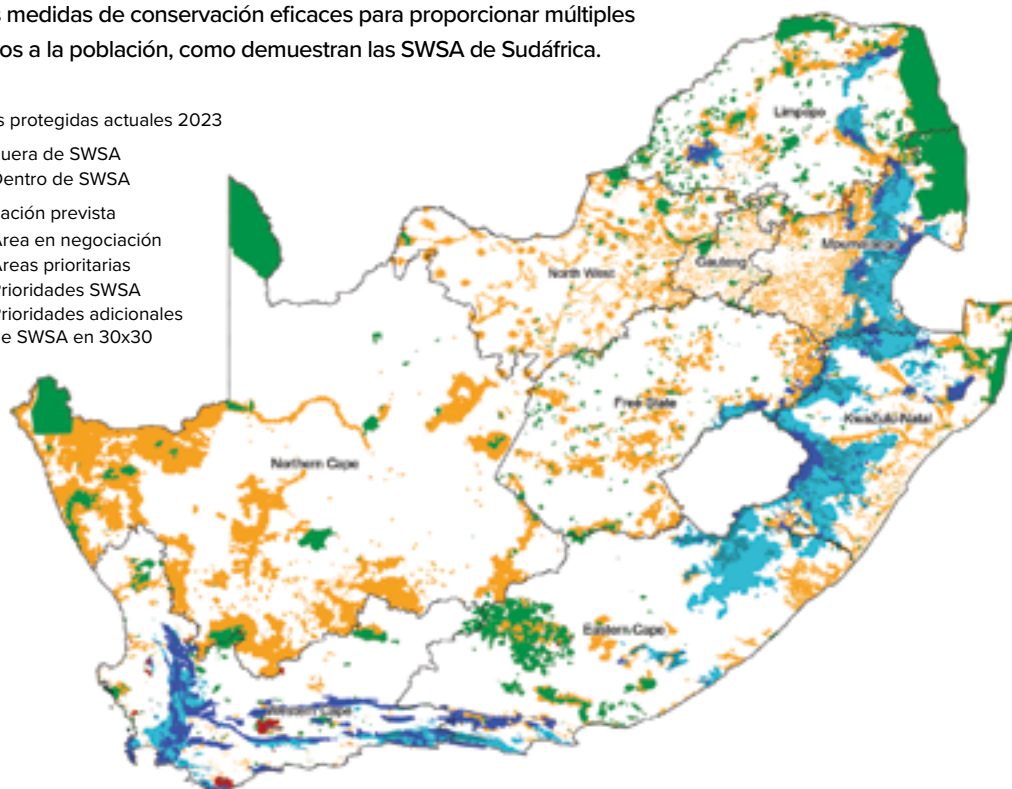 s medidas de conservación eficaces para proporcionar múltiples
os a la población, como demuestran las SWSA de Sudáfrica.
s protegidas actuales 2023
uera de SWSA
Dentro de SWSA
ación prevista
Área en negociación
Áreas prioritarias
Prioridades SWSA
Prioridades adicionales
e SWSA en 30x30
Limpopo
Mpumalanga
Gauteng
North West
Free State
KwaZulu-Natal
Northern Cape
Eastern Cape
Western Cape